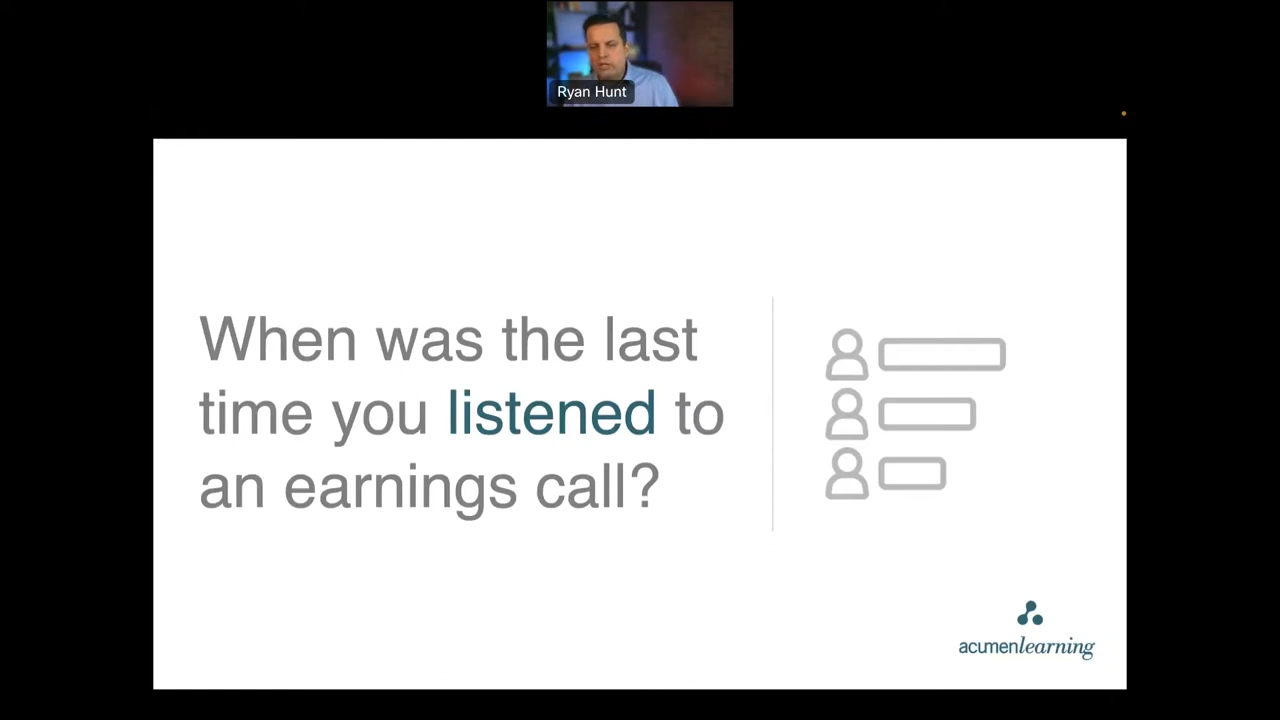 Ryan Hunt
When was the last
time you listened to
an earnings call?
acumenlearning